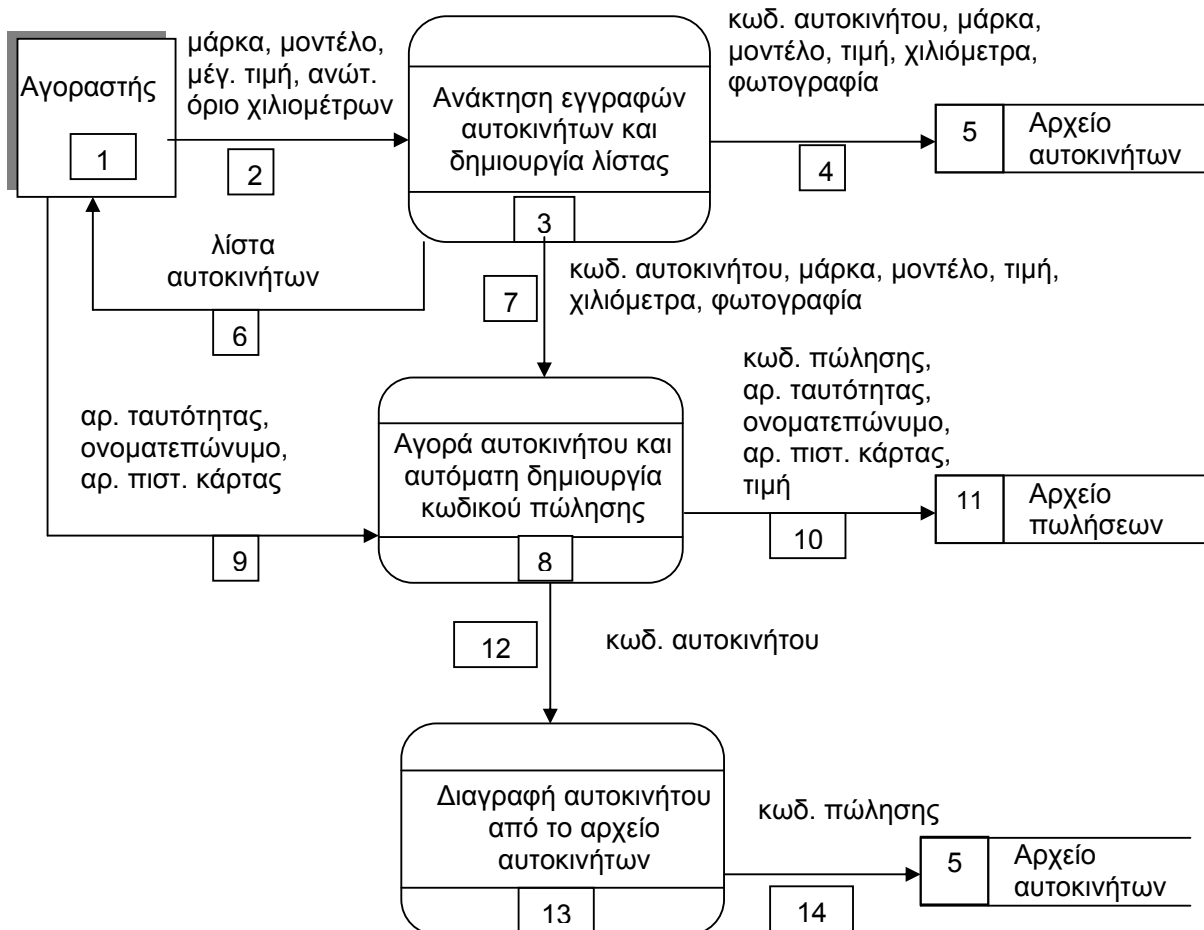 Αγοραστής
1
μάρκα, μοντέλο,
μέγ. τιμή, ανώτ.
όριο χιλιομέτρων
2
Ανάκτηση εγγραφών
αυτοκινήτων και
δημιουργία λίστας
3
κωδ. αυτοκινήτου, μάρκα,
μοντέλο, τιμή, χιλιόμετρα,
φωτογραφία
4
5
Αρχείο
αυτοκινήτων
λίστα
αυτοκινήτων
6
7
κωδ. αυτοκινήτου, μάρκα, μοντέλο, τιμή,
χιλιόμετρα, φωτογραφία
αρ. ταυτότητας,
ονοματεπώνυμο,
αρ. πιστ. κάρτας
9
Αγορά αυτοκινήτου και
αυτόματη δημιουργία
κωδικού πώλησης
8
κωδ. πώλησης,
αρ. ταυτότητας,
ονοματεπώνυμο,
αρ. πιστ. κάρτας,
τιμή
10
11
Αρχείο
πωλήσεων
12
κωδ. αυτοκινήτου
Διαγραφή αυτοκινήτου
από το αρχείο
αυτοκινήτων
13
κωδ. πώλησης
14
5
Αρχείο
αυτοκινήτων